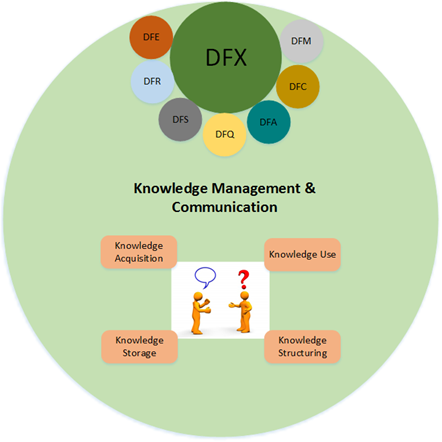 DFX
DFE
DFM
DFR
DFC
DFS
DFA
DFQ
Knowledge Management &
Communication
Knowledge
Acquisition
Knowledge Use
?
Knowledge
Storage
Knowledge
Structuring